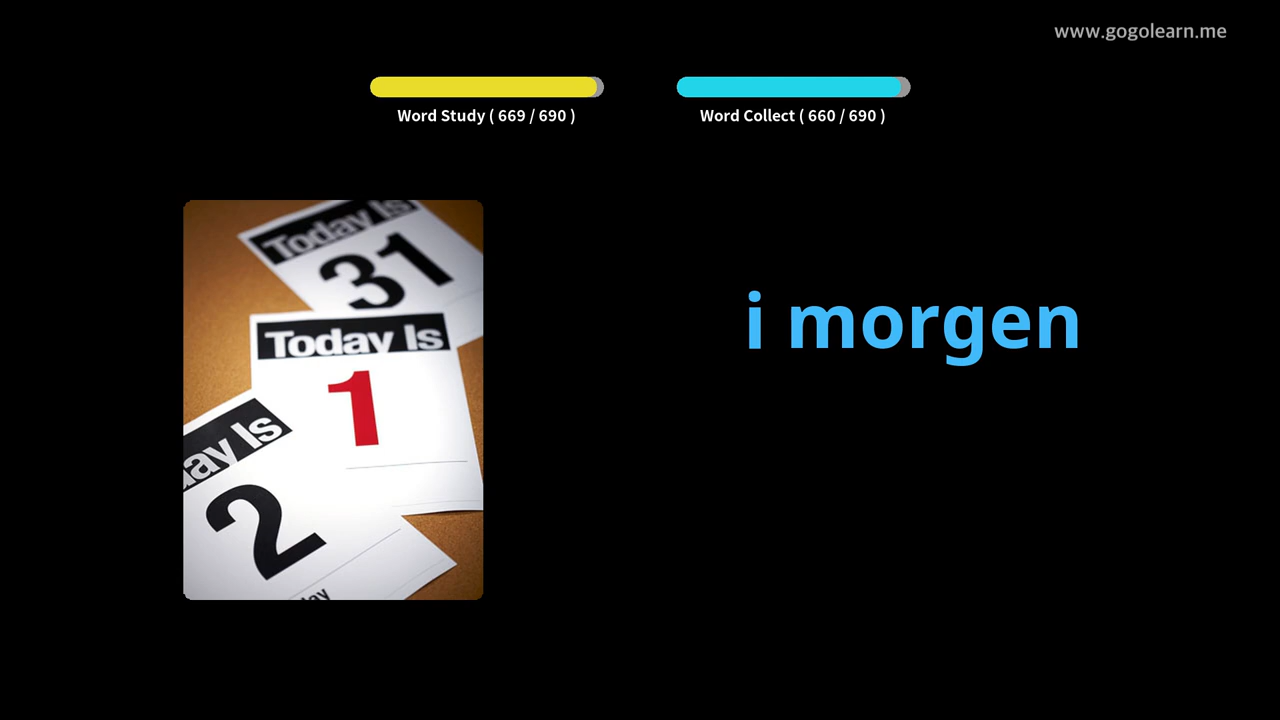 www.gogolearn.me
Word Study ( 669 / 690 )
Word Collect ( 660 / 690 )
Today Is
31
Today Is
1
i morgen
ay Is
2